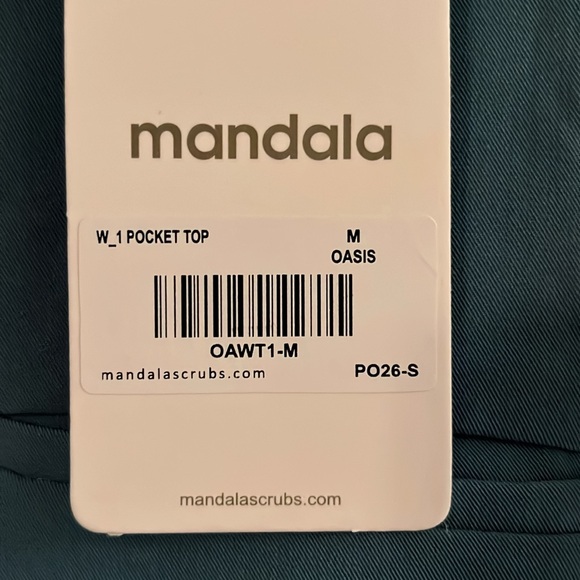 mandala
W_1 POCKET TOP M
OASIS
OAWT1-M
mandalascrubs.com PO26-S
mandalascrubs.com